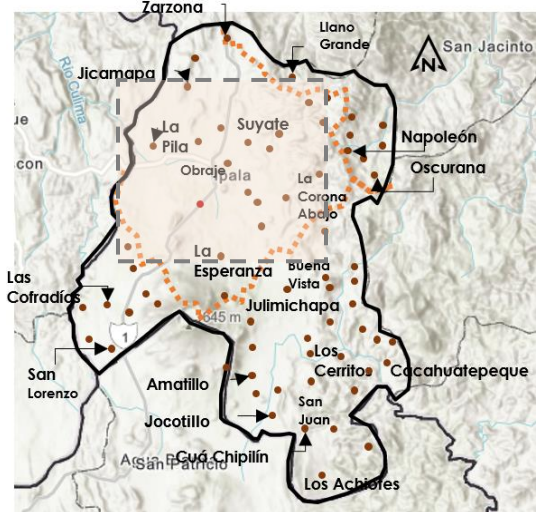 Zarzona
Llano
Grande
N
San Jacinto
Jicamapa
Río Culima
que
La
Pila
Suyate
Napoleón
con
Obraje
Ipala
Oscurana
La
Corona
Abajo
La
Esperanza
Buena
Vista
Las
Cofradías
Julimichapa
645 m
1
Los
Cerritos
Cacahuatepeque
San
Lorenzo
Amatillo
San
Juan
Jocotillo
Cuá Chipilín
San Patricio
Los Achiotes